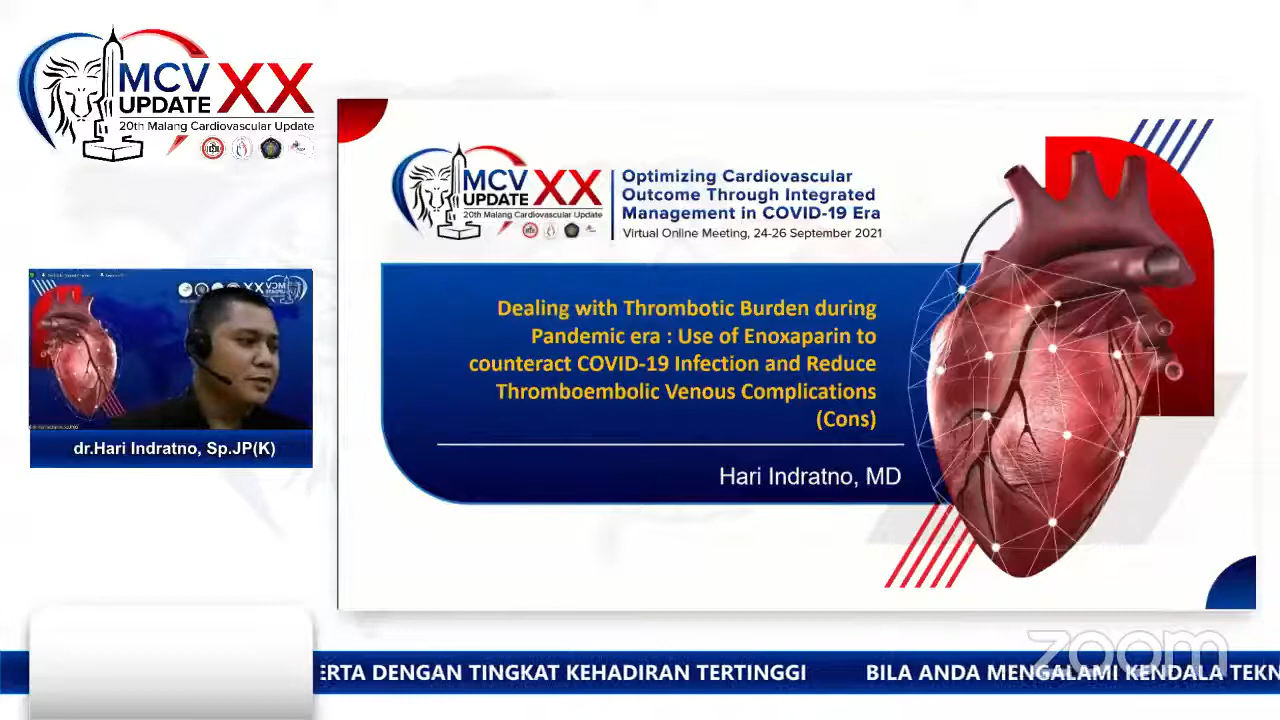 MCV XX
UPDATE
20th Malang Cardiovascular Update
MCV XX
UPDATE
20th Malang Cardiovascular Update
Optimizing Cardiovascular
Outcome Through Integrated
Management in COVID-19 Era
Virtual Online Meeting, 24-26 September 2021
Dealing with Thrombotic Burden during
Pandemic era : Use of Enoxaparin to
counteract COVID-19 Infection and Reduce
Thromboembolic Venous Complications
(Cons)
Hari Indratno, MD
dr.Hari Indratno, Sp.JP(K)
zoom
ERTA DENGAN TINGKAT KEHADIRAN TERTINGGI BILA ANDA MENGALAMI KENDALA TEKN